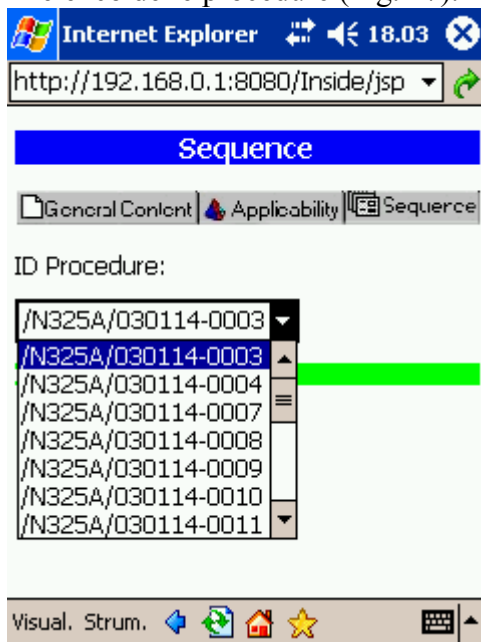 Internet Explorer 18.03
http://192.168.0.1:8080/Inside/jsp
Sequence
General Content Applicability Sequence
ID Procedure:
/N325A/030114-0003
/N325A/030114-0003
/N325A/030114-0004
/N325A/030114-0007
/N325A/030114-0008
/N325A/030114-0009
/N325A/030114-0010
/N325A/030114-0011
Visual. Strum.